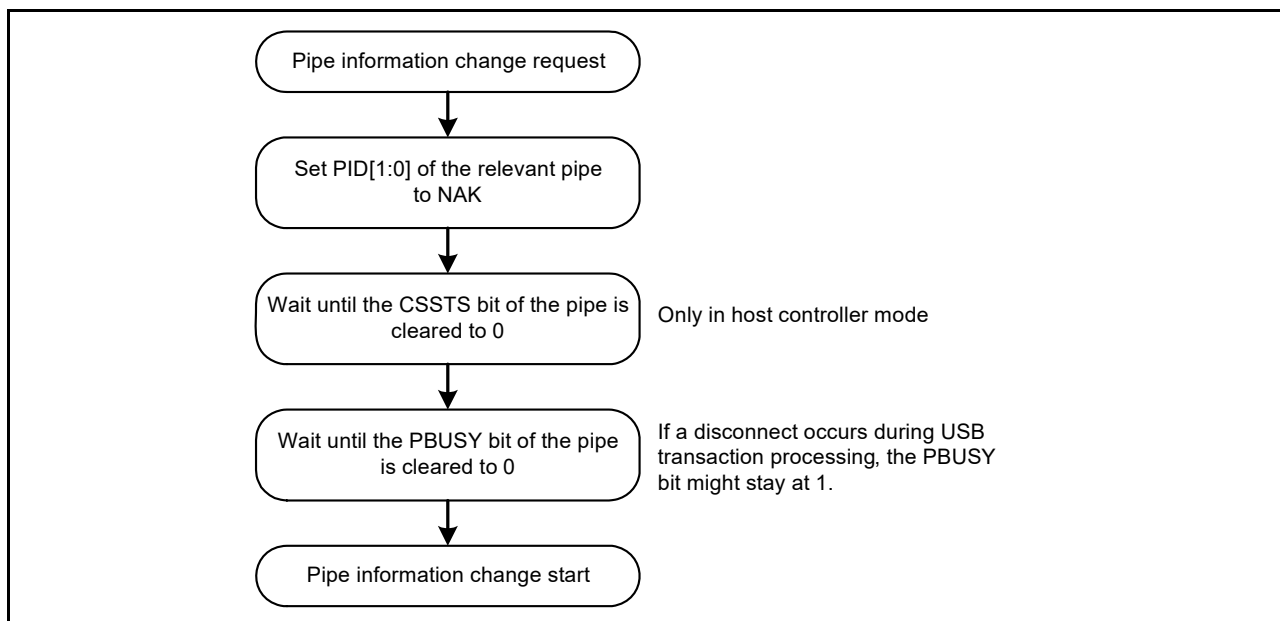 Pipe information change request
Set PID[1:0] of the relevant pipe
to NAK
Wait until the CSSTS bit of the pipe is
cleared to 0
Only in host controller mode
Wait until the PBUSY bit of the pipe
is cleared to 0
If a disconnect occurs during USB
transaction processing, the PBUSY
bit might stay at 1.
Pipe information change start